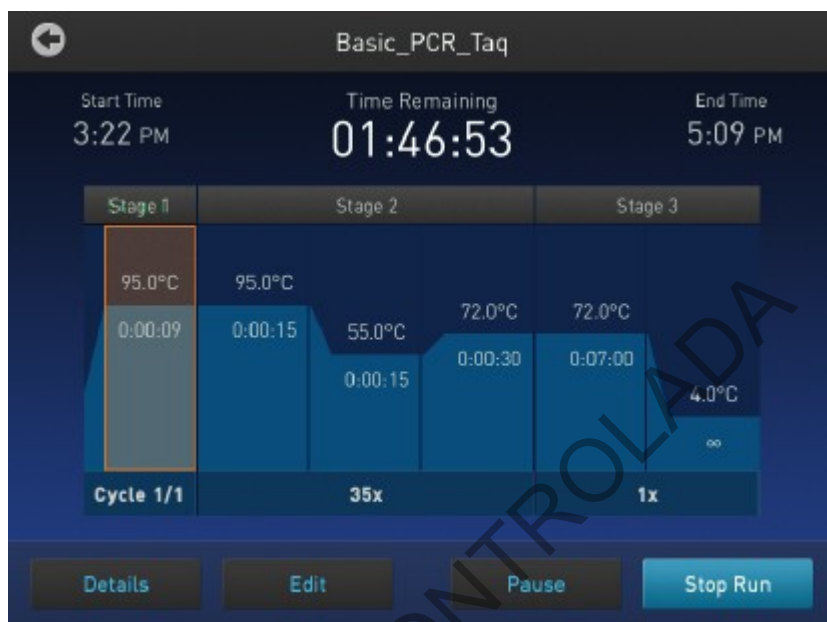 Basic_PCR_Taq
Start Time
Time Remaining
End Time
3:22 PM
01:46:53
5:09 PM
Stage 1
Stage 2
Stage 3
95.0°C
95.0°C
72.0°C
72.0°C
0:00:09
0:00:15
55.0°C
0:00:30
0:07:00
0:00:15
4.0°C
∞
Cycle 1/1
35x
1x
Details
Edit
Pause
Stop Run
ONTROLADA